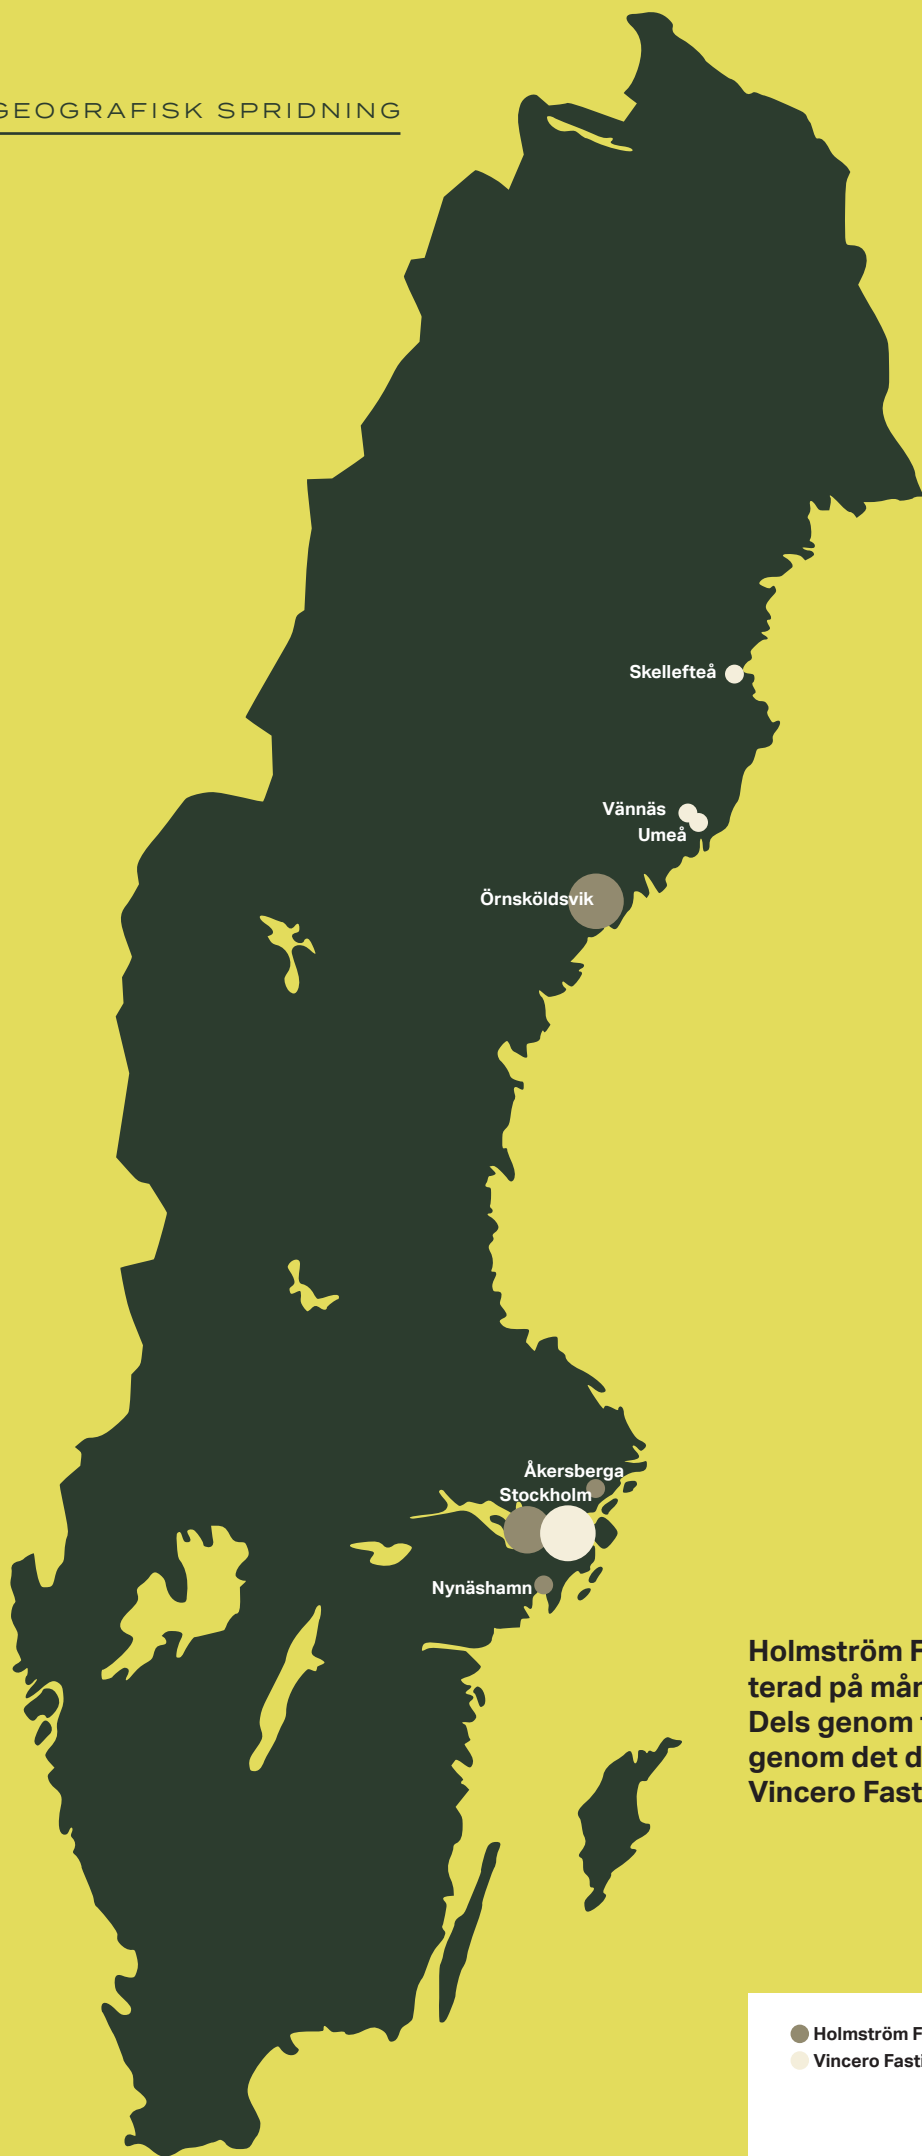 GEOGRAFISK SPRIDNING
Skellefteå
Vännäs
Umeå
Örnsköldsvik
Åkersberga
Stockholm
Nynäshamn
Holmström F
terad på mån
Dels genom
genom det d
Vincero Fast
Holmström F
Vincero Fasti